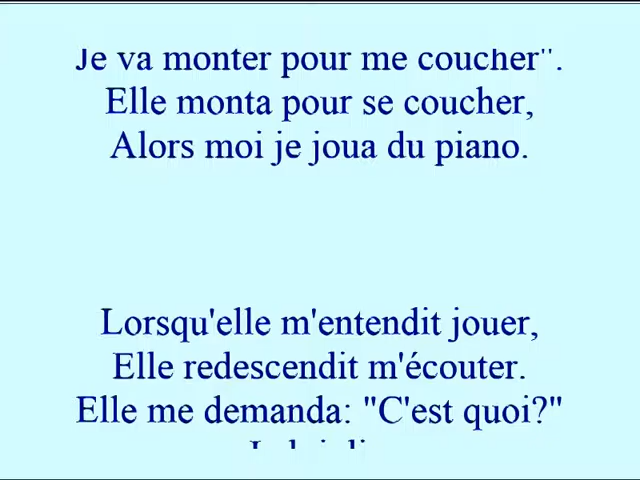 Je va monter pour me coucher".
Elle monta pour se coucher,
Alors moi je joua du piano.
Lorsqu'elle m'entendit jouer,
Elle redescendit m'écouter.
Elle me demanda: "C'est quoi?"